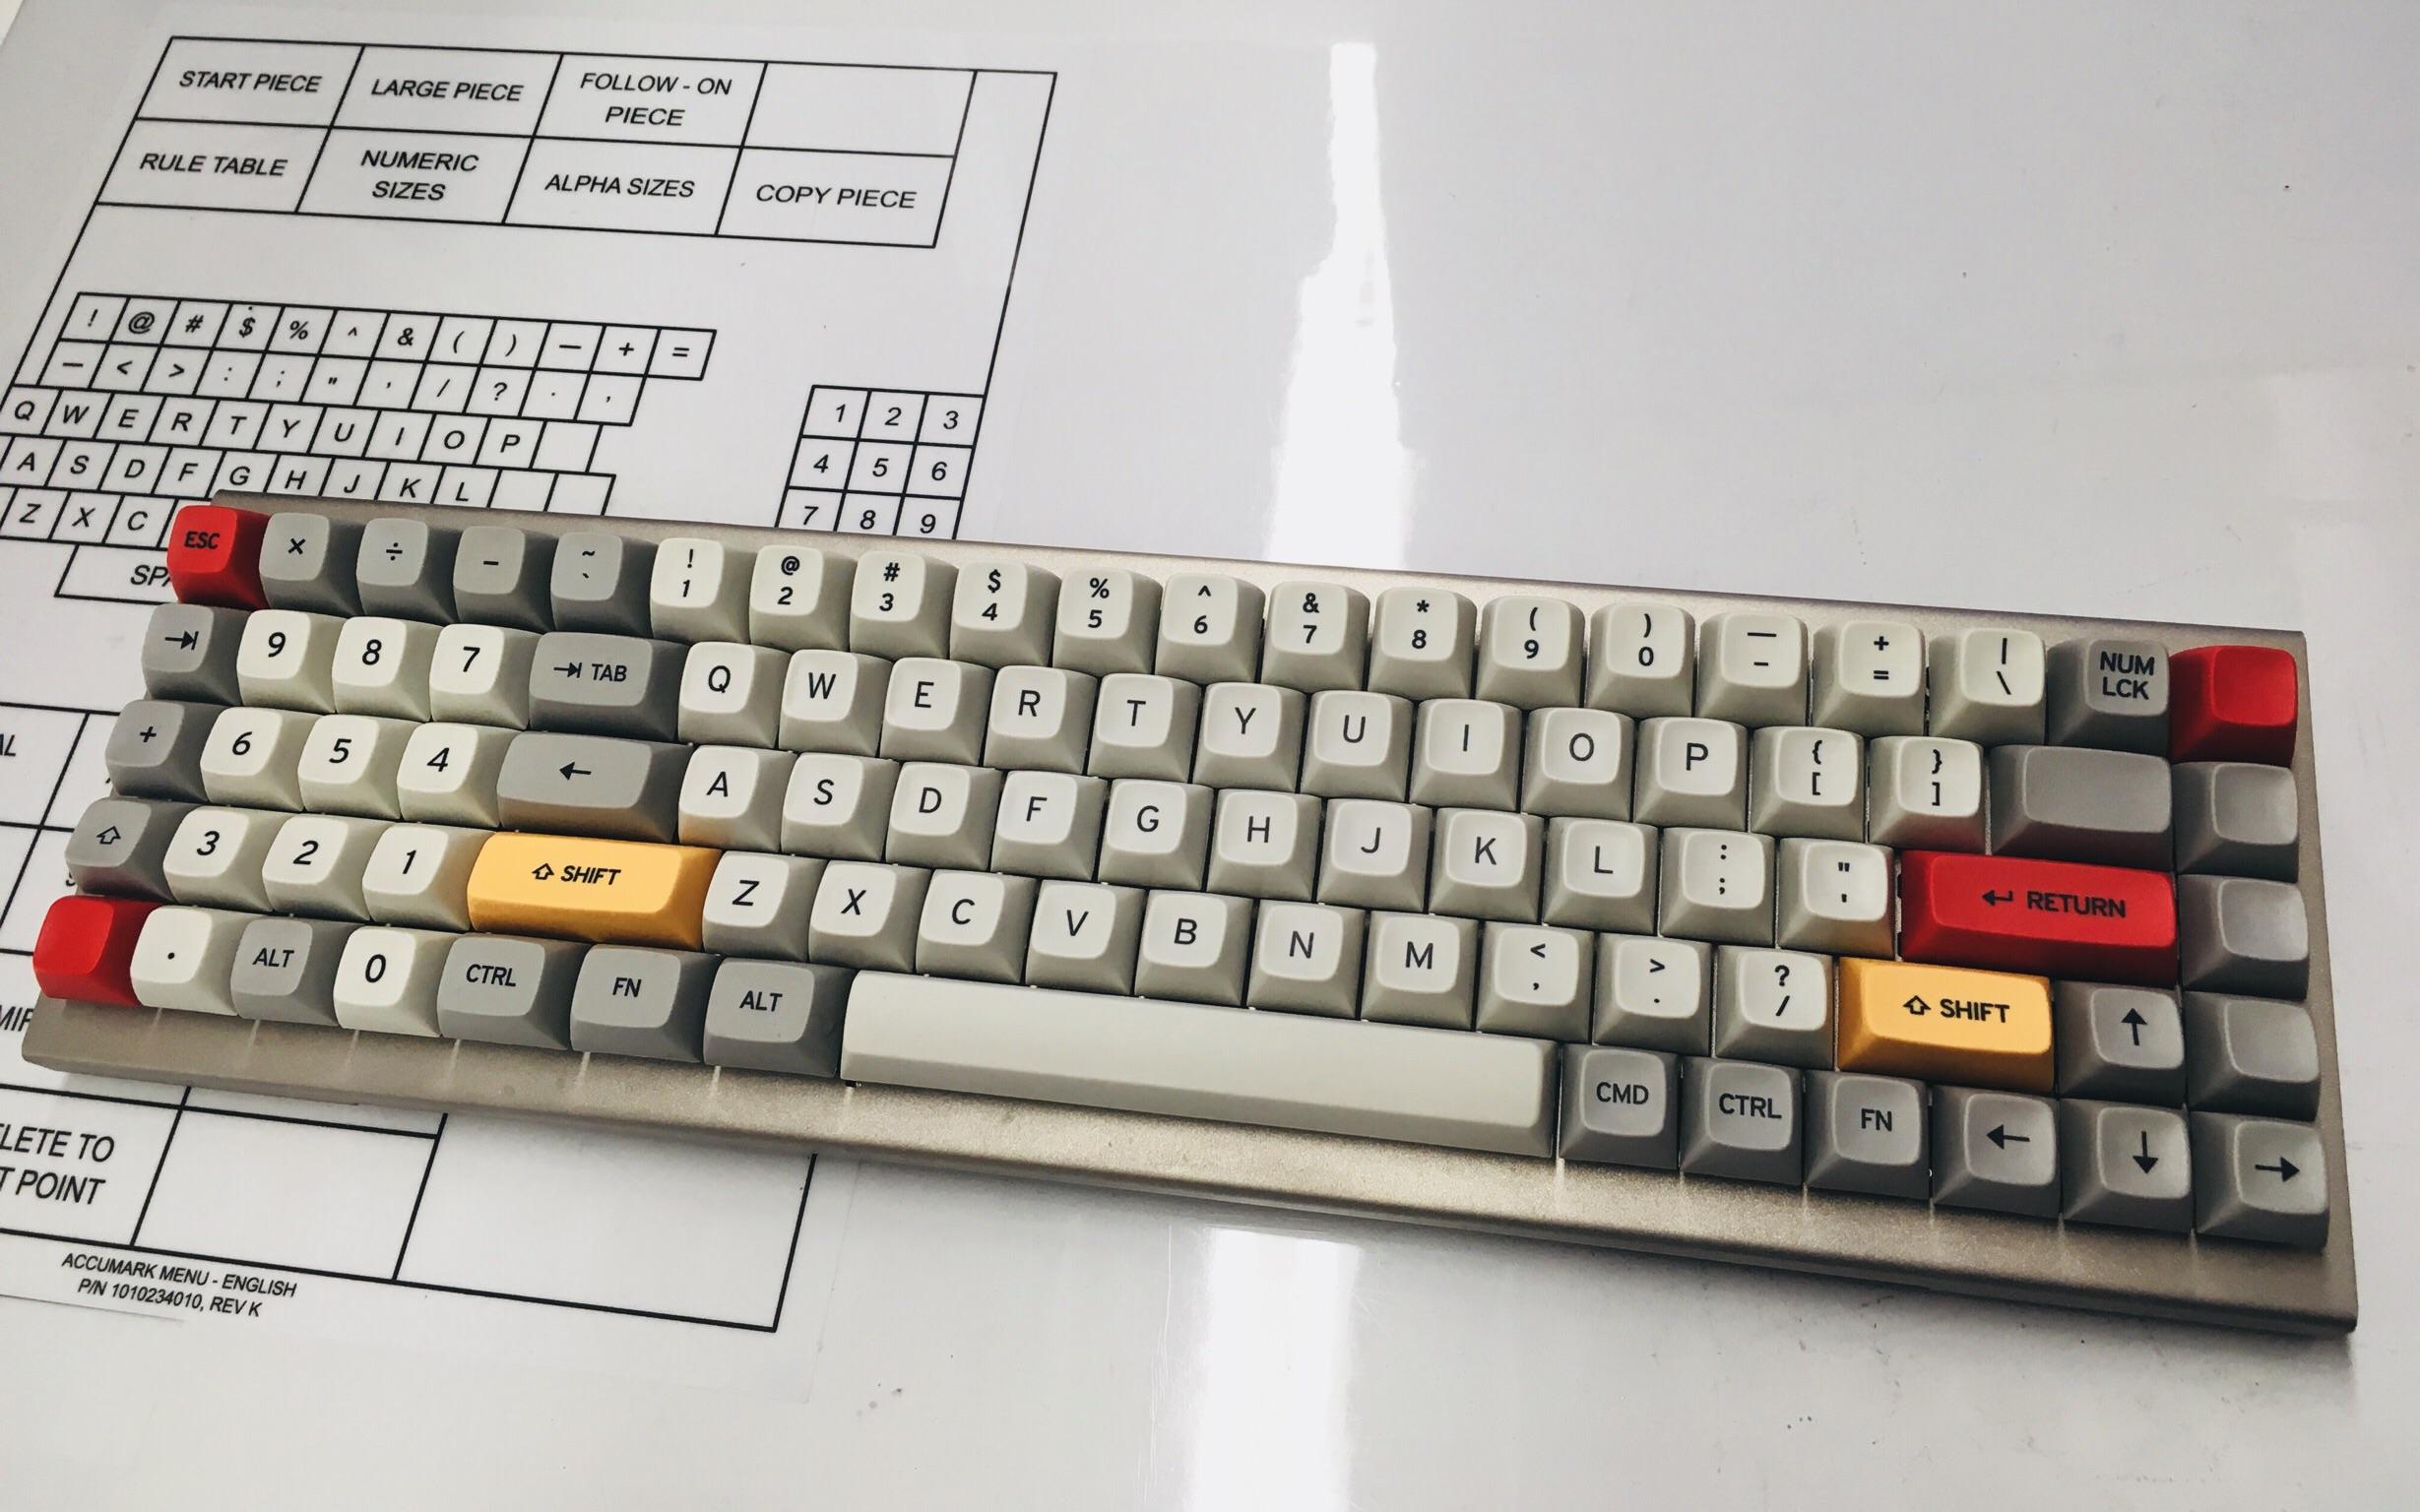 START PIECE LARGE PIECE FOLLOW - ON
PIECE
RULE TABLE NUMERIC
SIZES ALPHA SIZES COPY PIECE
! @ # $ % ^ & ( ) — + =
— < > : ; " ' / ? . ,
Q W E R T Y U I O P
A S D F G H J K L
Z X C
1 2 3
4 5 6
7 8 9
ESC × ÷ − ~ ` ! 1 @ 2 # 3 $ 4 % 5 ^ 6 & 7 * 8 ( 9 ) 0 — - + = | \ NUM LCK
⇥ 9 8 7 ⇥ TAB Q W E R T Y U I O P { [ } ]
+ 6 5 4 ← A S D F G H J K L : ; " ' ↵ RETURN
⇧ 3 2 1 ⇧ SHIFT Z X C V B N M < , > . ? / ⇧ SHIFT ↑
. ALT 0 CTRL FN ALT CMD CTRL FN ← ↓ →
TO
POINT
ACCUMARK MENU - ENGLISH
P/N 1010234010, REV K